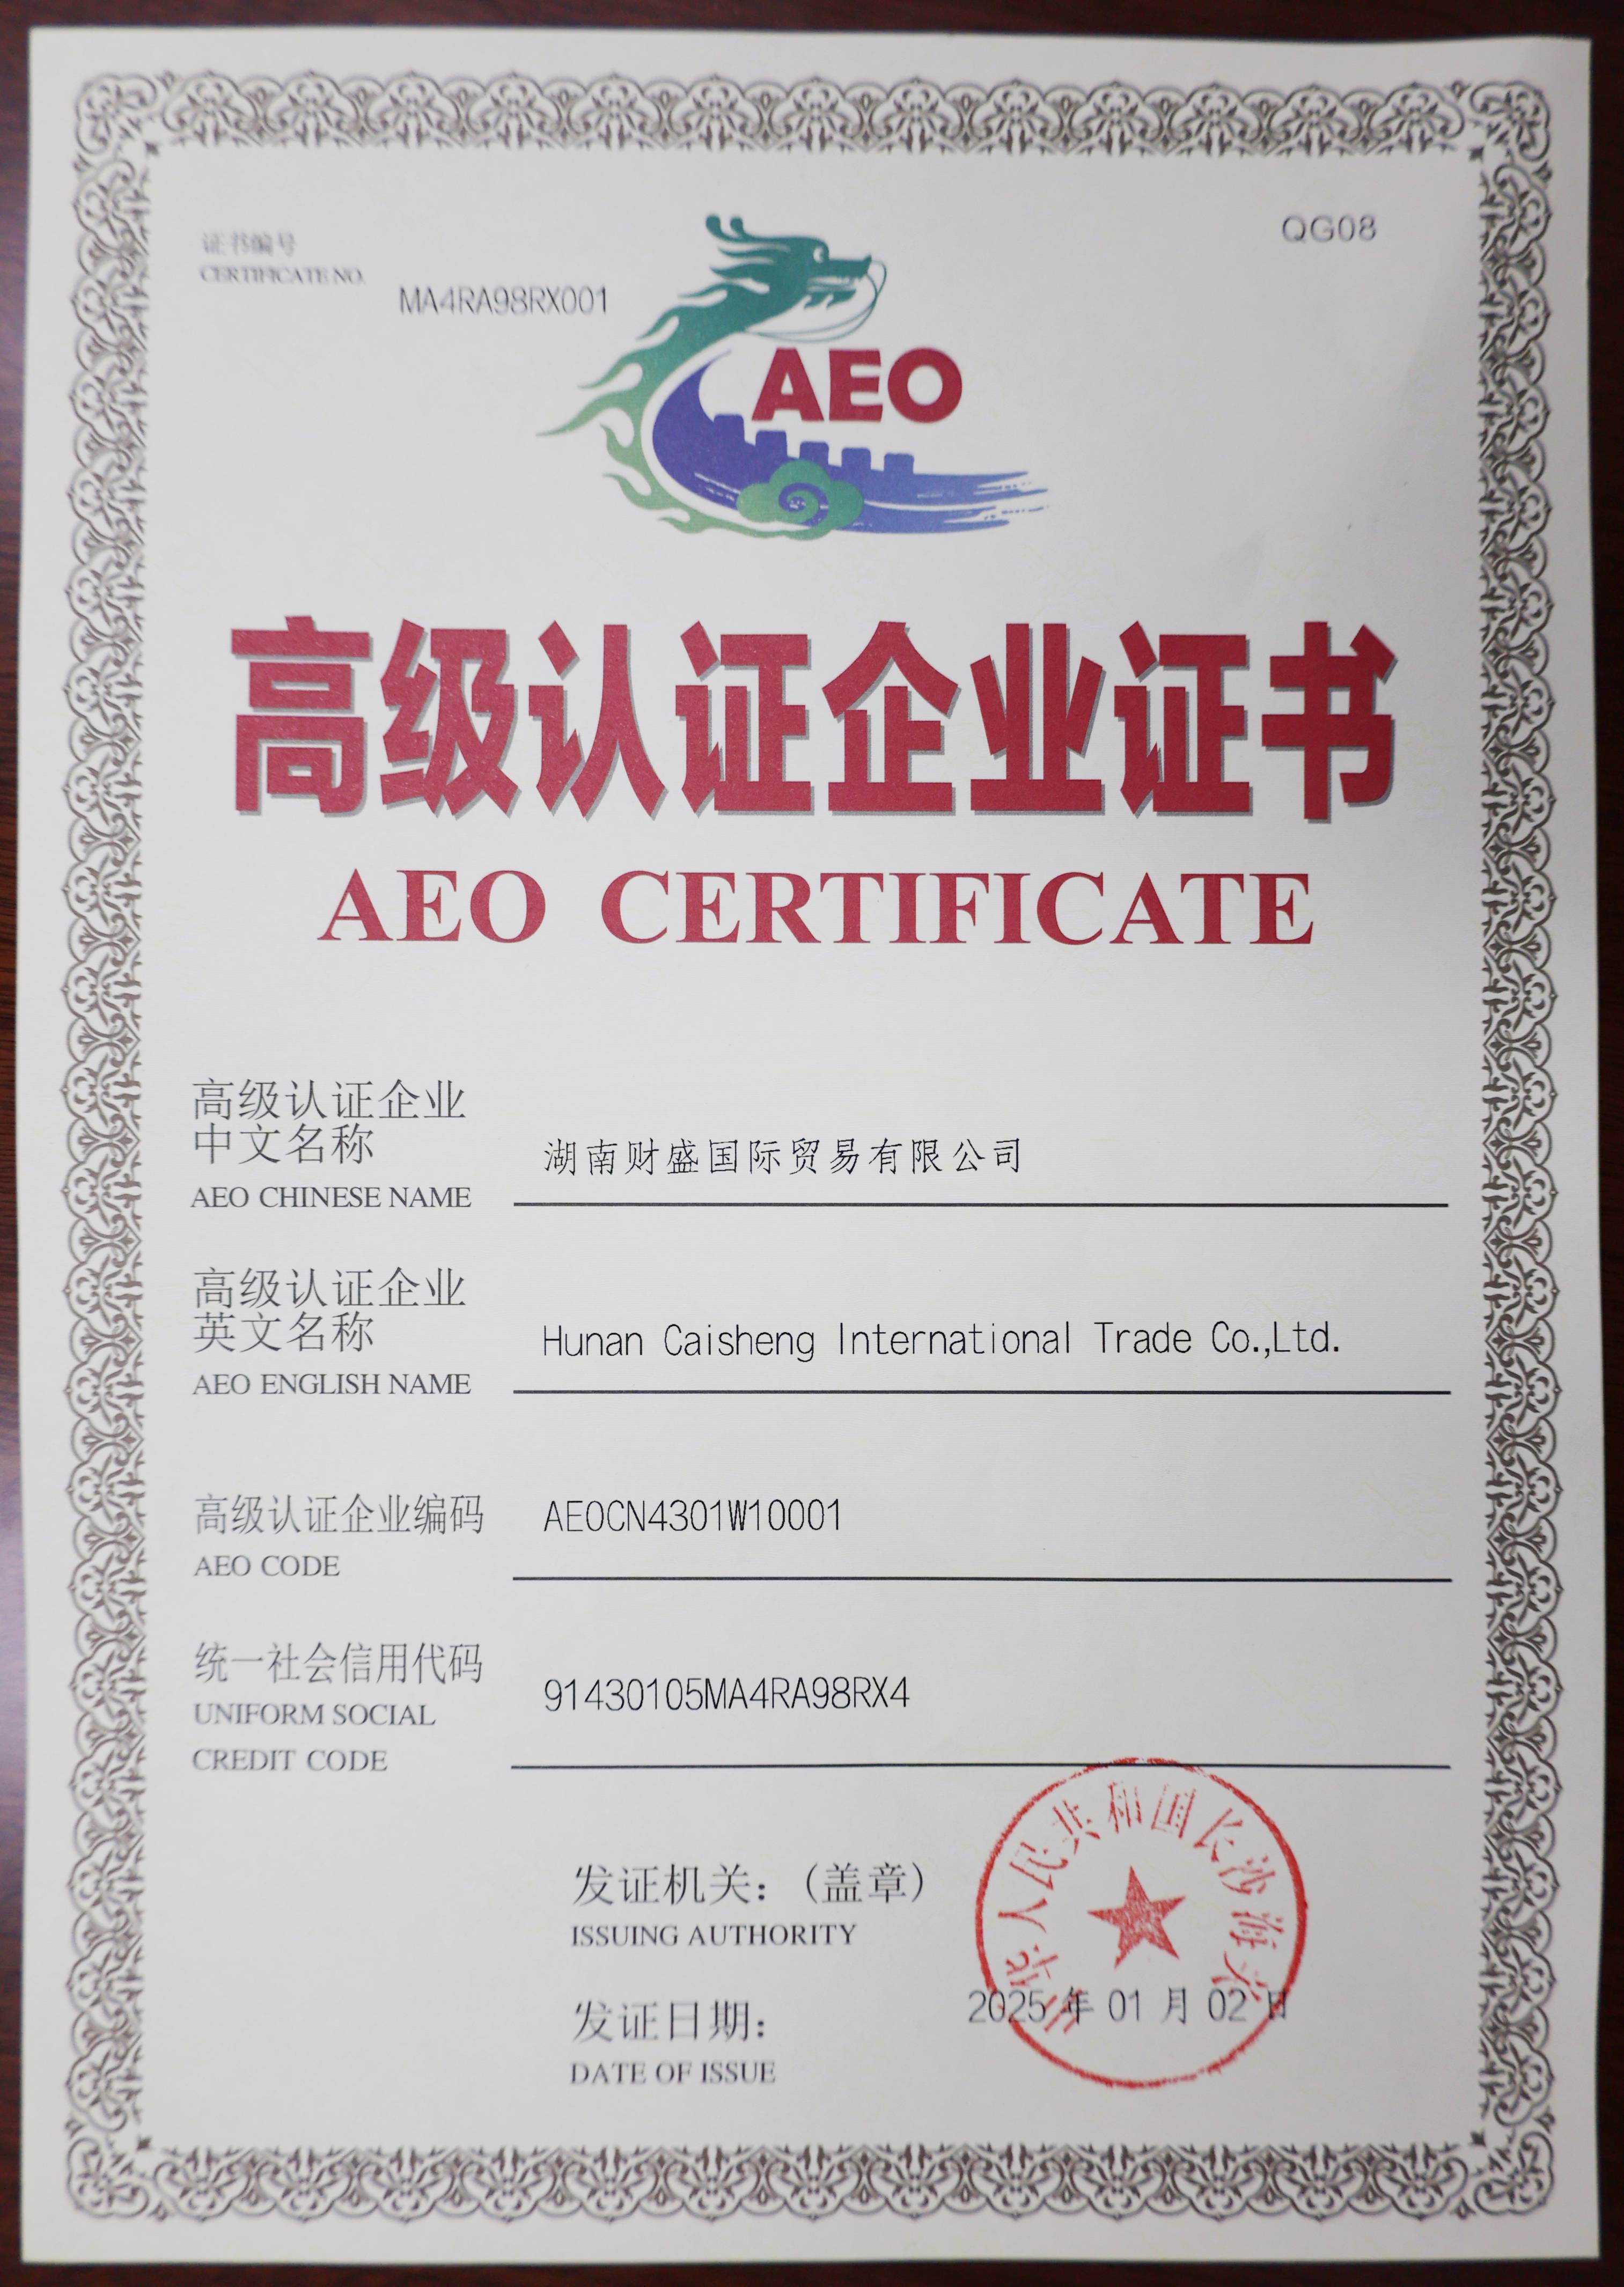 证书编号
CERTIFICATE NO.
MA4RA98RX001
QG08
AEO
高级认证企业证书
AEO CERTIFICATE
高级认证企业
中文名称
AEO CHINESE NAME
湖南财盛国际贸易有限公司
高级认证企业
英文名称
AEO ENGLISH NAME
Hunan Caisheng International Trade Co.,Ltd.
高级认证企业编码
AEO CODE
AEOCN4301W10001
统一社会信用代码
UNIFORM SOCIAL
CREDIT CODE
91430105MA4RA98RX4
发证机关：（盖章）
ISSUING AUTHORITY
中华人民共和国长沙海关
发证日期：
DATE OF ISSUE
2025 年 01 月 02 日